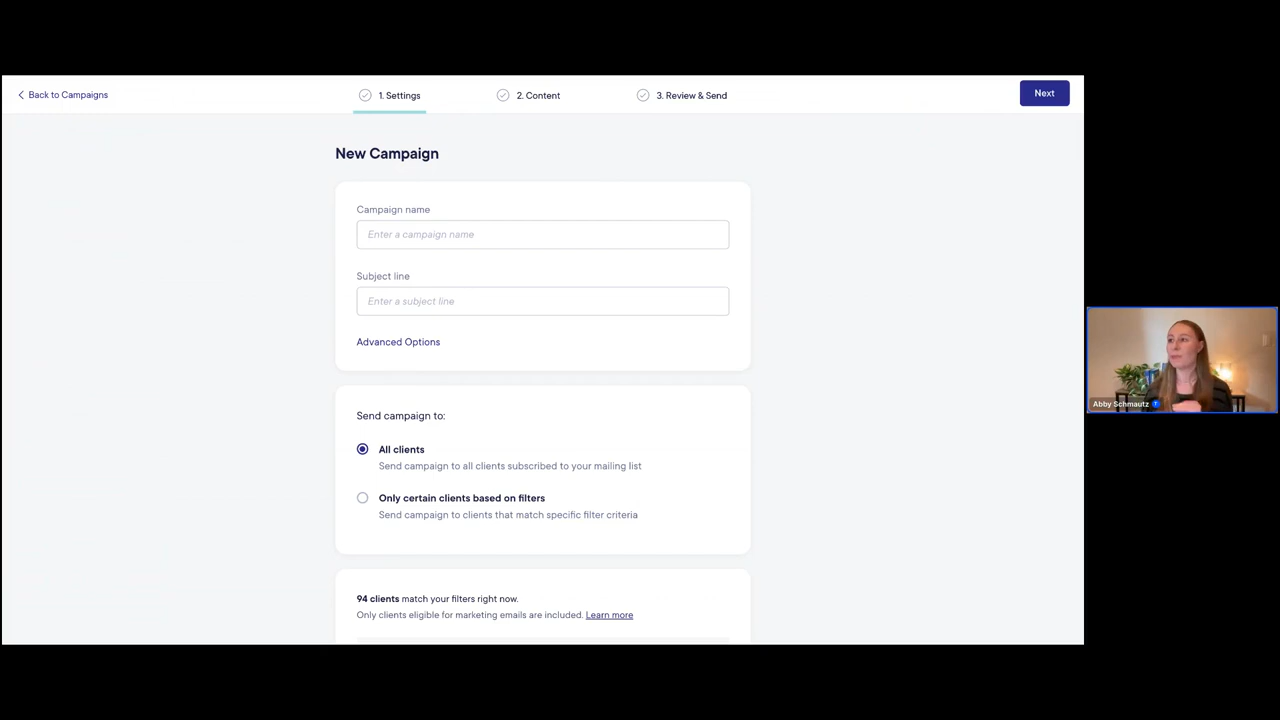 Back to Campaigns
1. Settings
2. Content
3. Review & Send
Next
New Campaign
Campaign name
Enter a campaign name
Subject line
Enter a subject line
Advanced Options
Send campaign to:
All clients
Send campaign to all clients subscribed to your mailing list
Only certain clients based on filters
Send campaign to clients that match specific filter criteria
94 clients match your filters right now.
Only clients eligible for marketing emails are included. Learn more
Abby Schmautz